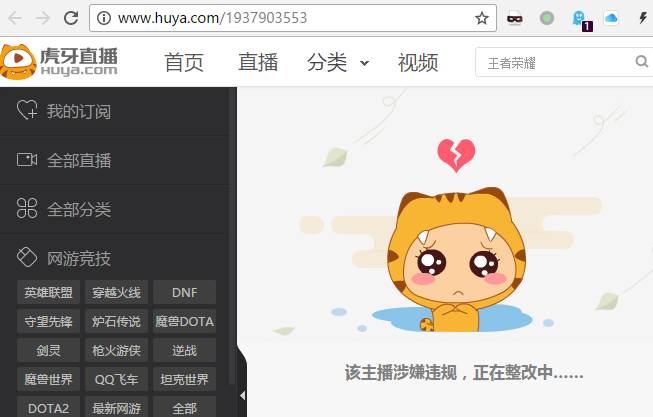 www.huya.com/1937903553
1
虎牙直播
Huya.com
首页 直播 分类 视频
王者荣耀
我的订阅
全部直播
全部分类
网游竞技
英雄联盟 穿越火线 DNF
守望先锋 炉石传说 魔兽DOTA
剑灵 枪火游侠 逆战
魔兽世界 QQ飞车 坦克世界
DOTA2 最新网游 全部
该主播涉嫌违规，正在整改中……